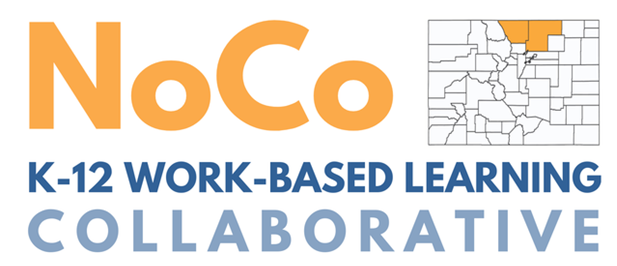 NoCo
K-12 WORK-BASED LEARNING
COLLABORATIVE